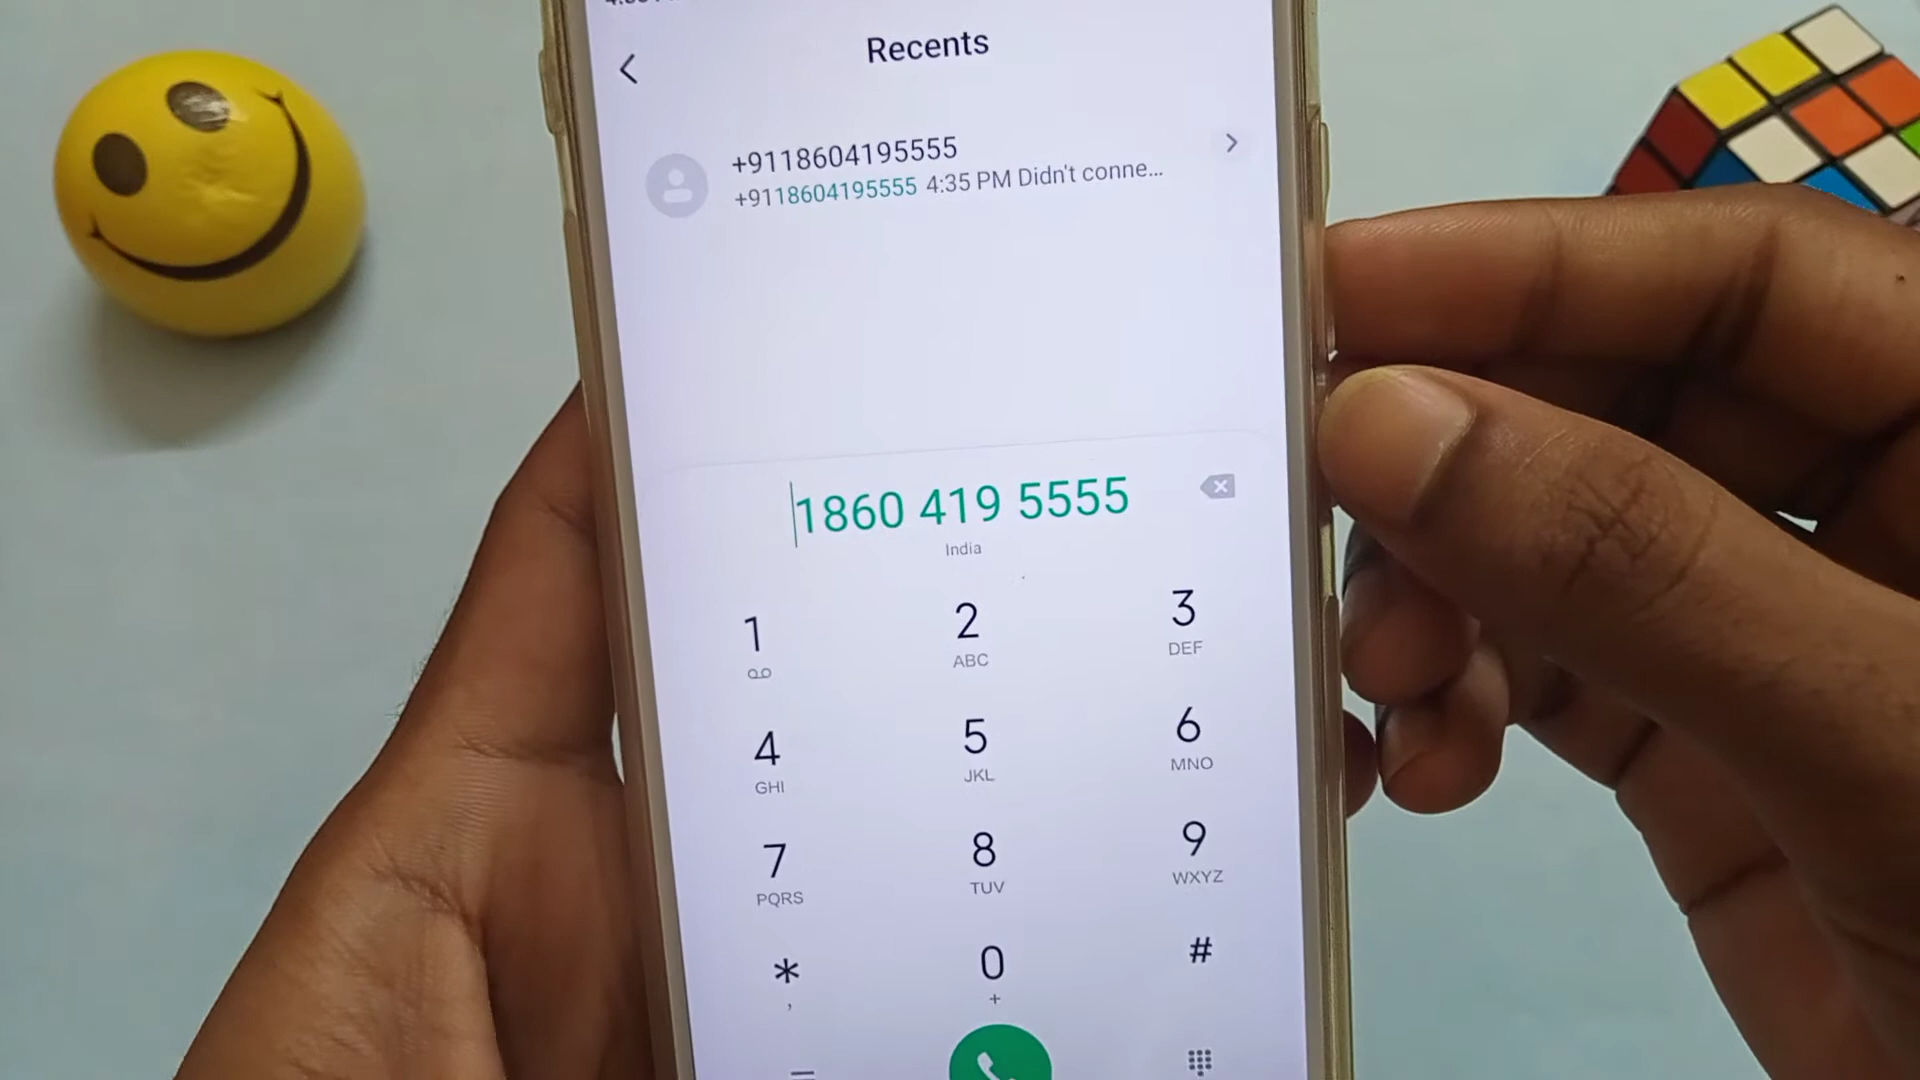 Recents
+9118604195555
+9118604195555 4:35 PM Didn't conne...
1860 419 5555
India
1 2 3
ABC DEF
4 5 6
GHI JKL MNO
7 8 9
PQRS TUV WXYZ
* 0 #
, +